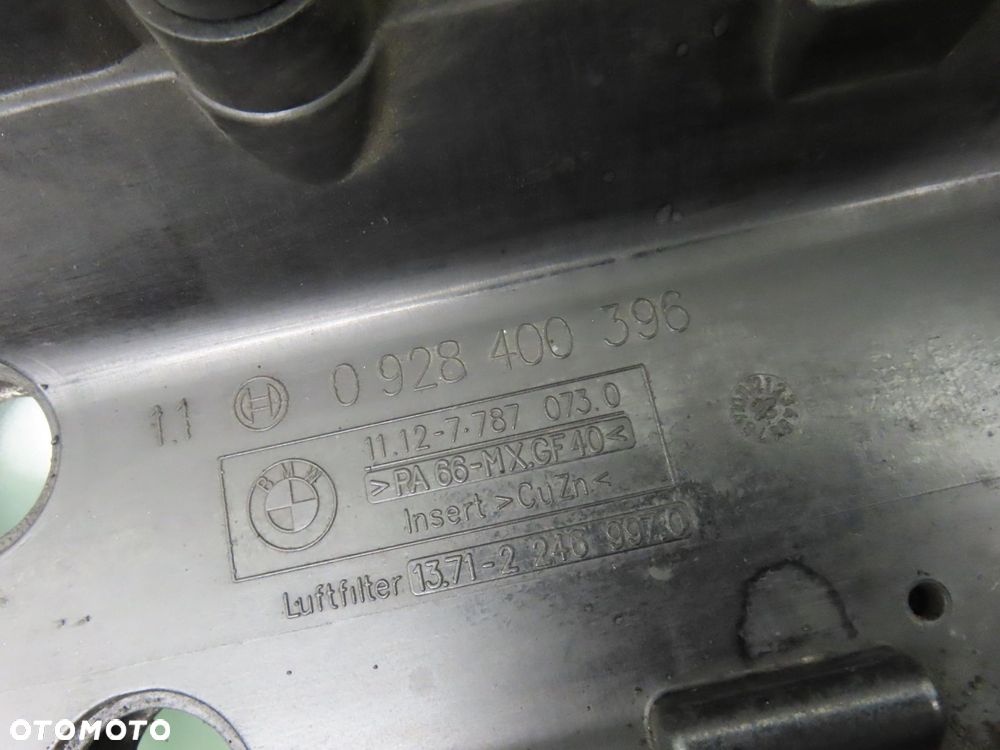 1.1 H 0 928 400 396
11.12-7.787 073.0
>PA 66-MX.GF40<
BMW
Insert >CuZn<
Luftfilter 13.71-2 246 997.0
OTOMOTO